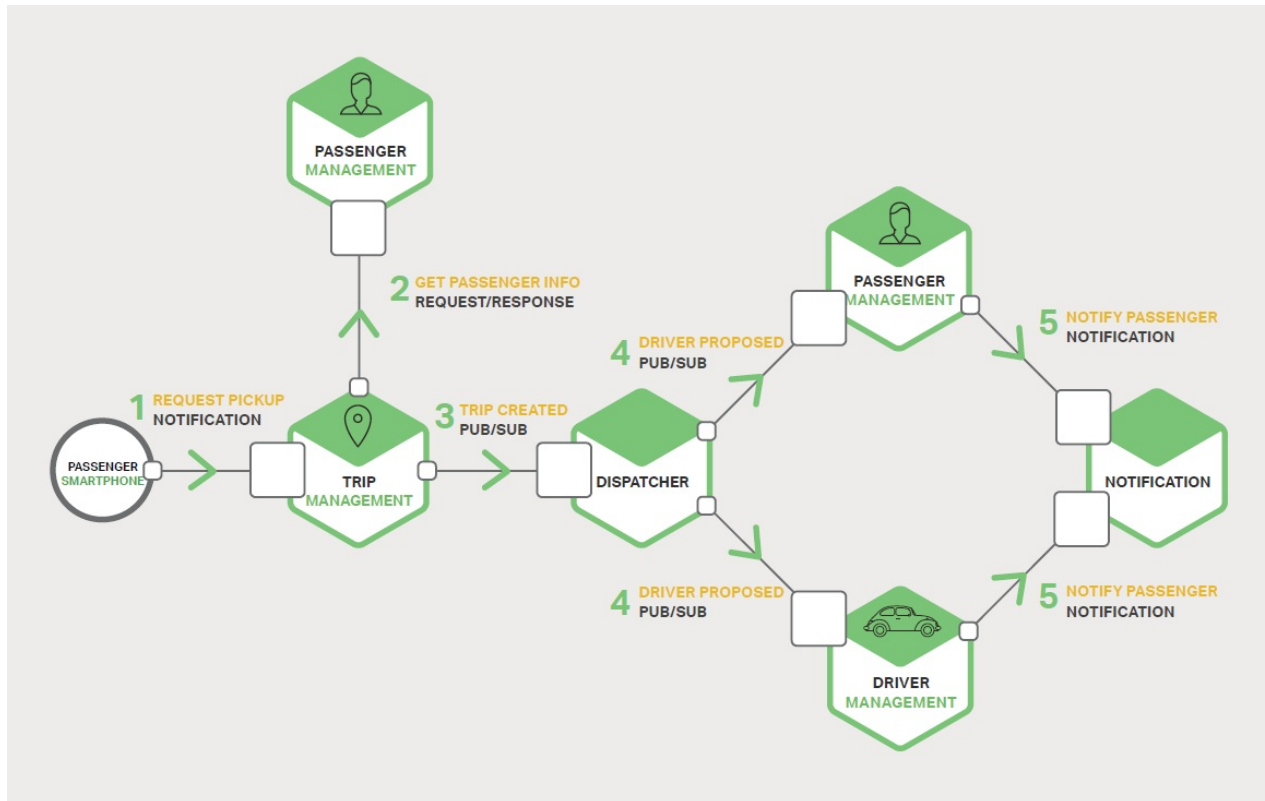 PASSENGER
MANAGEMENT
2 GET PASSENGER INFO
REQUEST/RESPONSE
1 REQUEST PICKUP
NOTIFICATION
PASSENGER
SMARTPHONE
TRIP
MANAGEMENT
3 TRIP CREATED
PUB/SUB
DISPATCHER
4 DRIVER PROPOSED
PUB/SUB
PASSENGER
MANAGEMENT
5 NOTIFY PASSENGER
NOTIFICATION
NOTIFICATION
4 DRIVER PROPOSED
PUB/SUB
DRIVER
MANAGEMENT
5 NOTIFY PASSENGER
NOTIFICATION